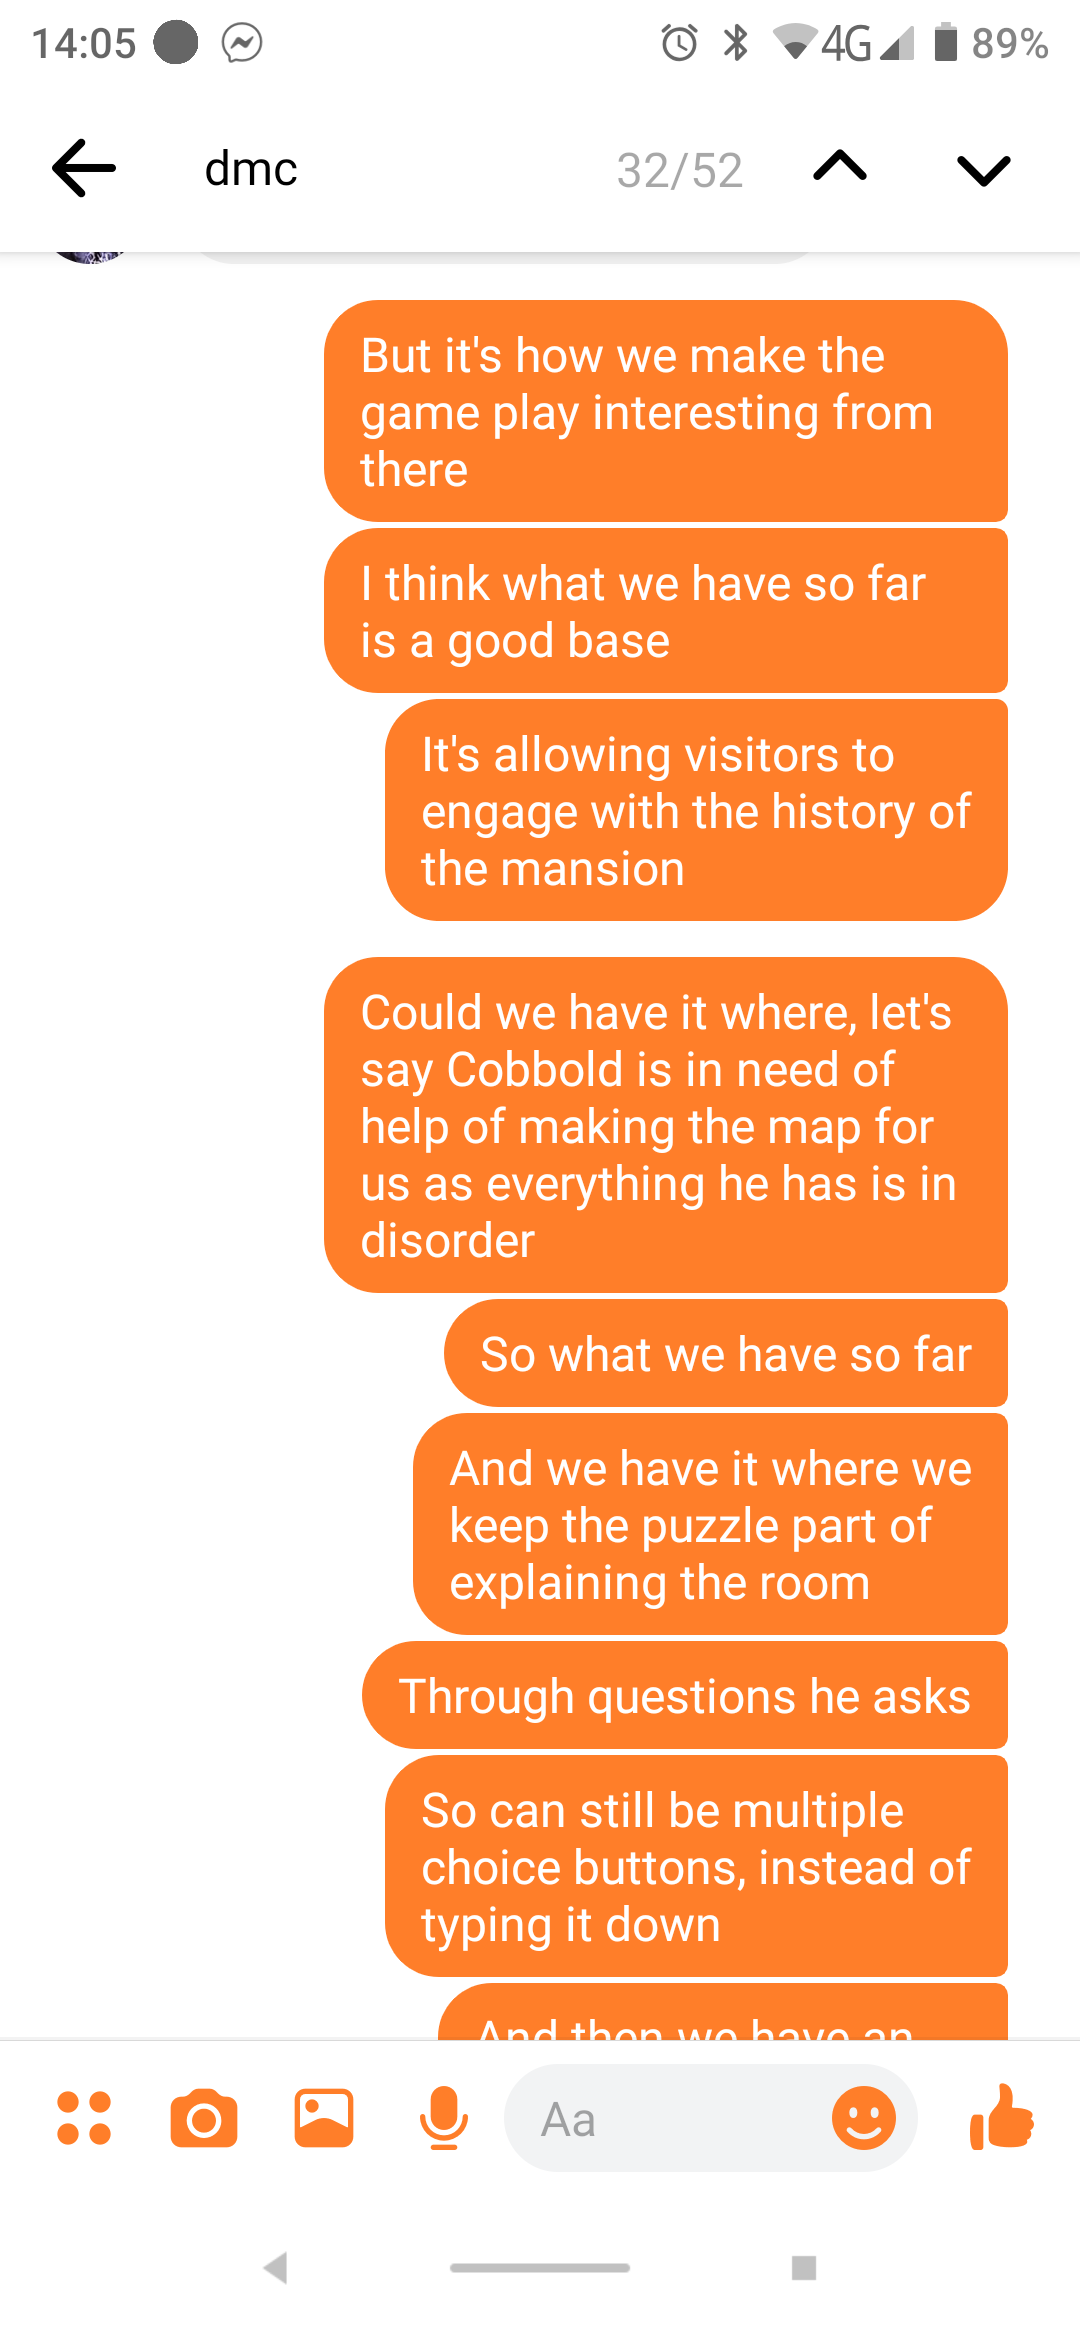 14:05 4G 89%
dmc 32/52
But it's how we make the
game play interesting from
there
I think what we have so far
is a good base
It's allowing visitors to
engage with the history of
the mansion
Could we have it where, let's
say Cobbold is in need of
help of making the map for
us as everything he has is in
disorder
So what we have so far
And we have it where we
keep the puzzle part of
explaining the room
Through questions he asks
So can still be multiple
choice buttons, instead of
typing it down
And then we have an
Aa